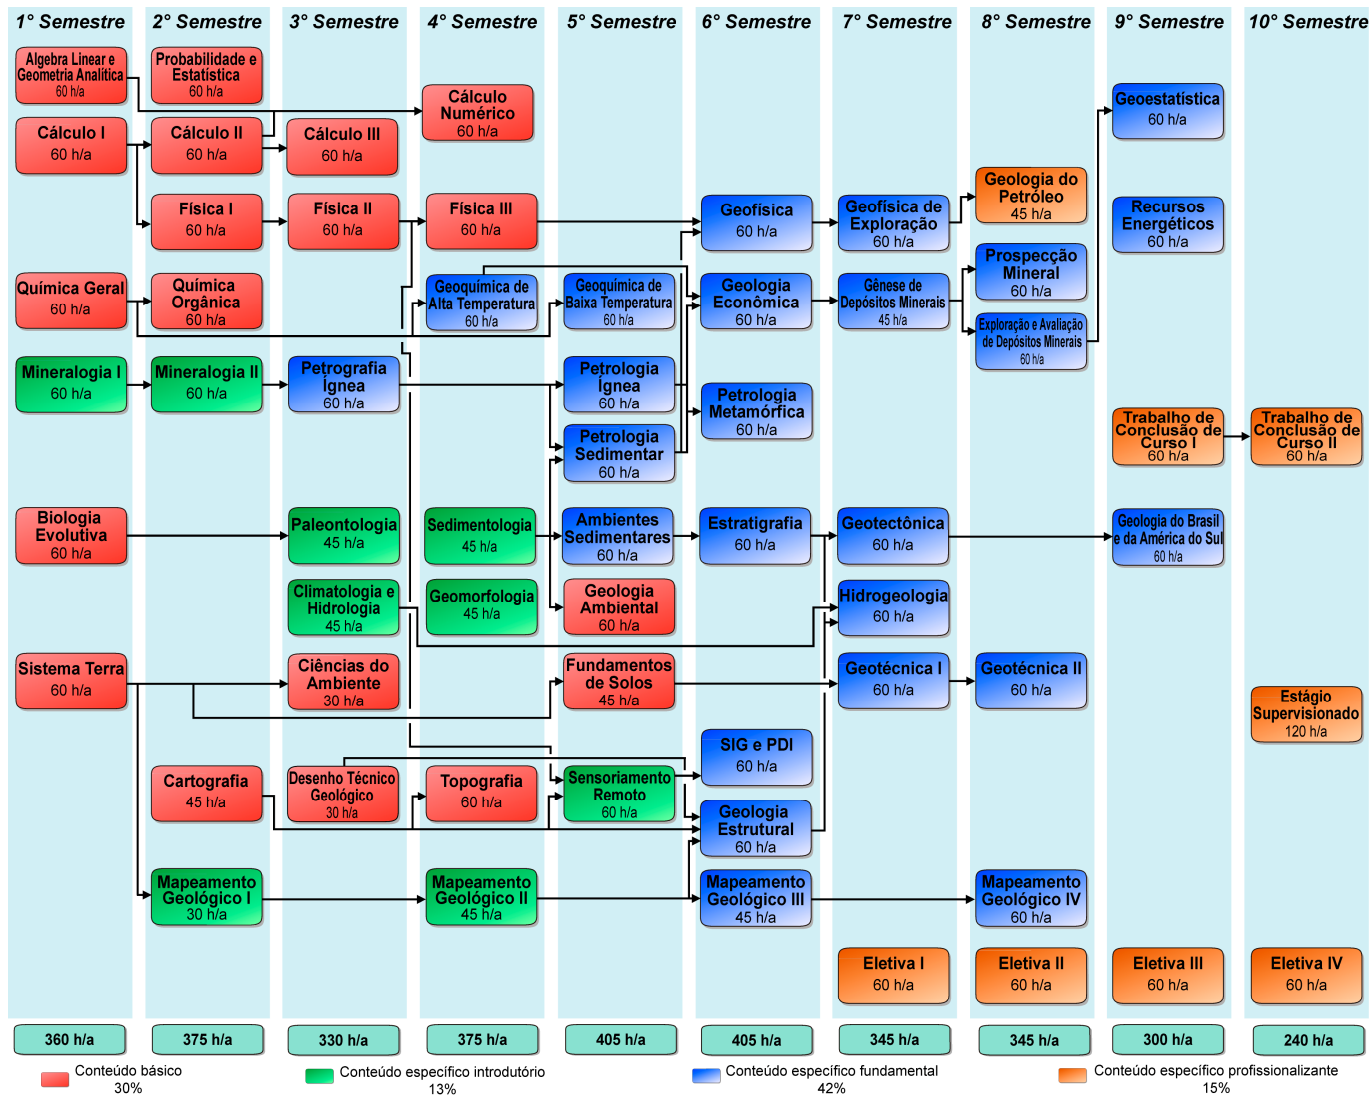 1° Semestre
2° Semestre
3° Semestre
4° Semestre
5° Semestre
6° Semestre
7° Semestre
8° Semestre
9° Semestre
10° Semestre
Algebra Linear e
Geometria Analítica
60 h/a
Cálculo I
60 h/a
Química Geral
60 h/a
Mineralogia I
60 h/a
Biologia
Evolutiva
60 h/a
Sistema Terra
60 h/a
Probabilidade e
Estatística
60 h/a
Cálculo II
60 h/a
Física I
60 h/a
Química
Orgânica
60 h/a
Mineralogia II
60 h/a
Cartografia
45 h/a
Mapeamento
Geológico I
30 h/a
Cálculo III
60 h/a
Física II
60 h/a
Petrografia
Ígnea
60 h/a
Paleontologia
45 h/a
Climatologia e
Hidrologia
45 h/a
Ciências do
Ambiente
30 h/a
Desenho Técnico
Geológico
30 h/a
Cálculo
Numérico
60 h/a
Física III
60 h/a
Geoquímica de
Alta Temperatura
60 h/a
Sedimentologia
45 h/a
Geomorfologia
45 h/a
Topografia
60 h/a
Mapeamento
Geológico II
45 h/a
Geoquímica de
Baixa Temperatura
60 h/a
Petrologia
Ígnea
60 h/a
Petrologia
Sedimentar
60 h/a
Ambientes
Sedimentares
60 h/a
Geologia
Ambiental
60 h/a
Fundamentos
de Solos
45 h/a
Sensoriamento
Remoto
60 h/a
Geofísica
60 h/a
Geologia
Econômica
60 h/a
Petrologia
Metamórfica
60 h/a
Estratigrafia
60 h/a
SIG e PDI
60 h/a
Geologia
Estrutural
60 h/a
Mapeamento
Geológico III
45 h/a
Geofísica de
Exploração
60 h/a
Gênese de
Depósitos Minerais
45 h/a
Geotectônica
60 h/a
Hidrogeologia
60 h/a
Geotécnica I
60 h/a
Eletiva I
60 h/a
Geologia do
Petróleo
45 h/a
Prospecção
Mineral
60 h/a
Exploração e Avaliação
de Depósitos Minerais
60 h/a
Geotécnica II
60 h/a
Mapeamento
Geológico IV
60 h/a
Eletiva II
60 h/a
Geoestatística
60 h/a
Recursos
Energéticos
60 h/a
Trabalho de
Conclusão de
Curso I
60 h/a
Geologia do Brasil
e da América do Sul
60 h/a
Eletiva III
60 h/a
Trabalho de
Conclusão de
Curso II
60 h/a
Estágio
Supervisionado
120 h/a
Eletiva IV
60 h/a
360 h/a
375 h/a
330 h/a
375 h/a
405 h/a
405 h/a
345 h/a
345 h/a
300 h/a
240 h/a
Conteúdo básico
30%
Conteúdo específico introdutório
13%
Conteúdo específico fundamental
42%
Conteúdo específico profissionalizante
15%